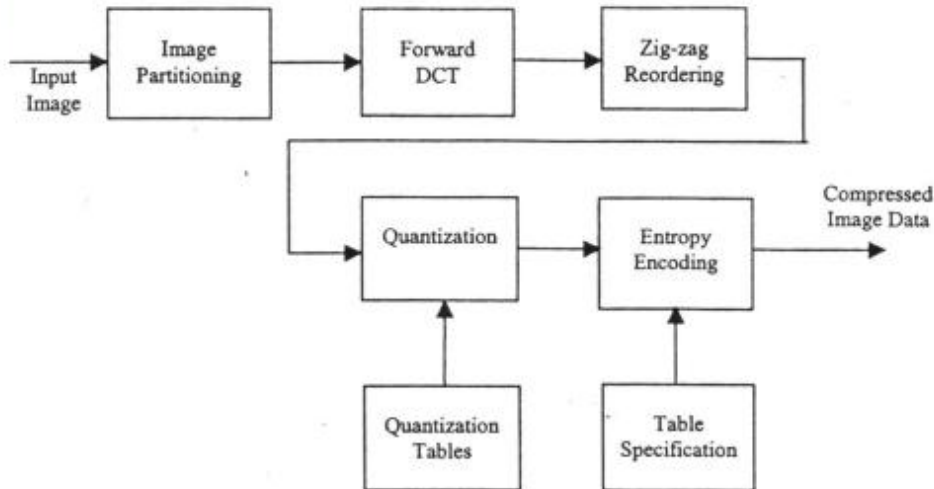 Input
Image
Image
Partitioning
Forward
DCT
Zig-zag
Reordering
Quantization
Entropy
Encoding
Compressed
Image Data
Quantization
Tables
Table
Specification